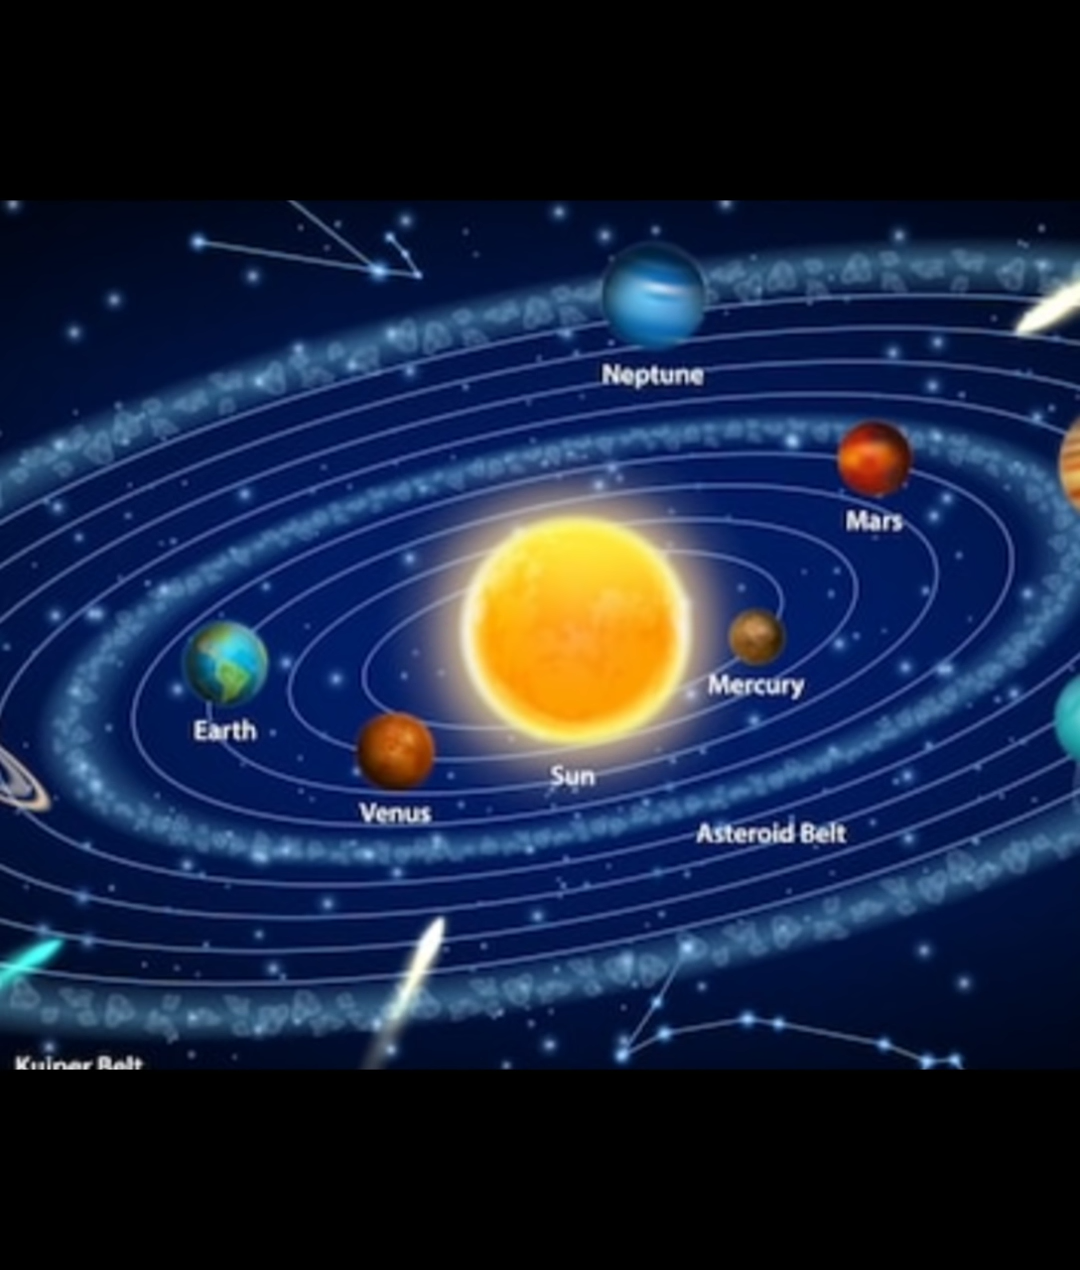 Neptune
Mars
Mercury
Earth
Sun
Venus
Asteroid Belt
Kuiper Belt